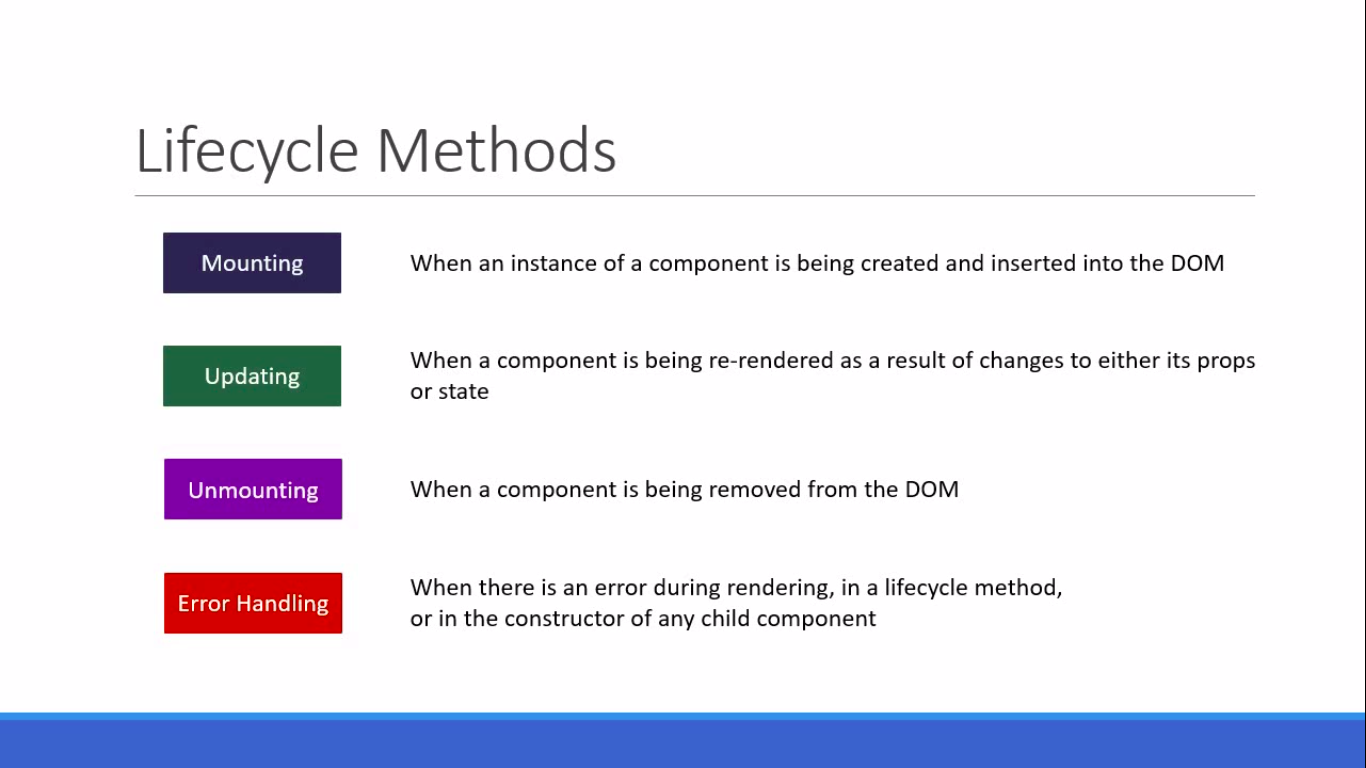 Lifecycle Methods
Mounting
When an instance of a component is being created and inserted into the DOM
Updating
When a component is being re-rendered as a result of changes to either its props
or state
Unmounting
When a component is being removed from the DOM
Error Handling
When there is an error during rendering, in a lifecycle method,
or in the constructor of any child component